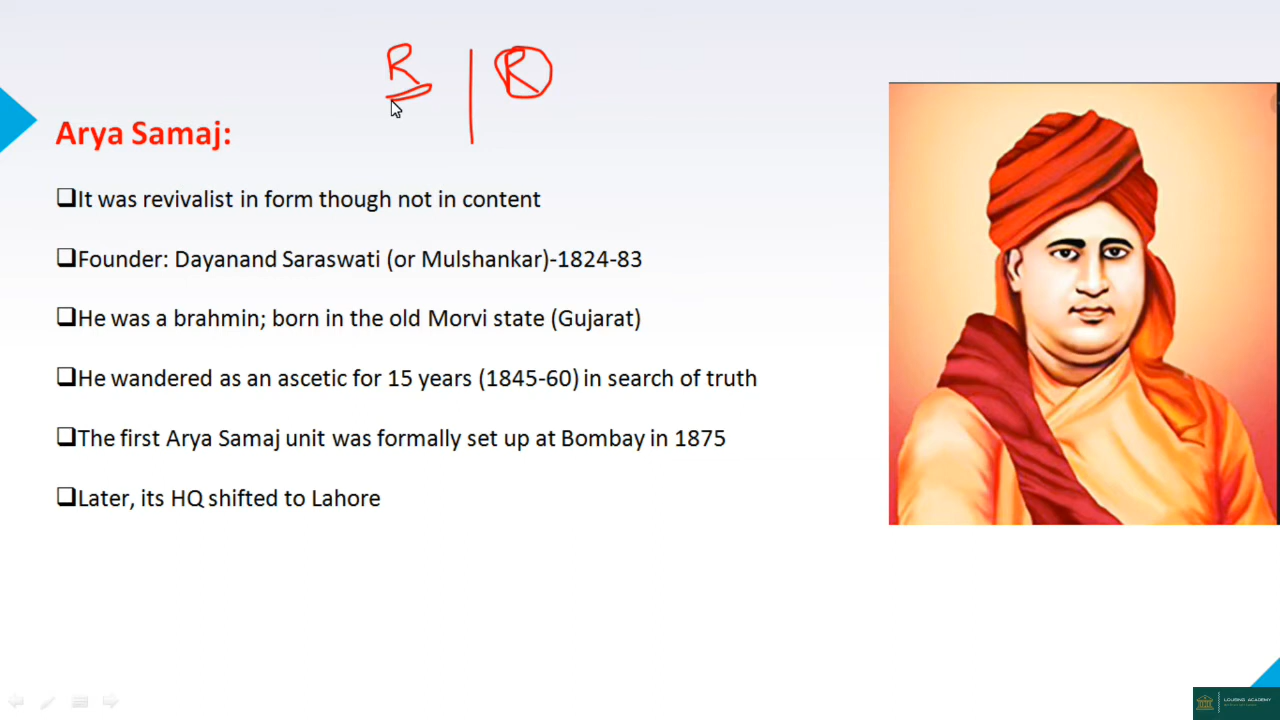 R | R
Arya Samaj:
❑It was revivalist in form though not in content
❑Founder: Dayanand Saraswati (or Mulshankar)-1824-83
❑He was a brahmin; born in the old Morvi state (Gujarat)
❑He wandered as an ascetic for 15 years (1845-60) in search of truth
❑The first Arya Samaj unit was formally set up at Bombay in 1875
❑Later, its HQ shifted to Lahore